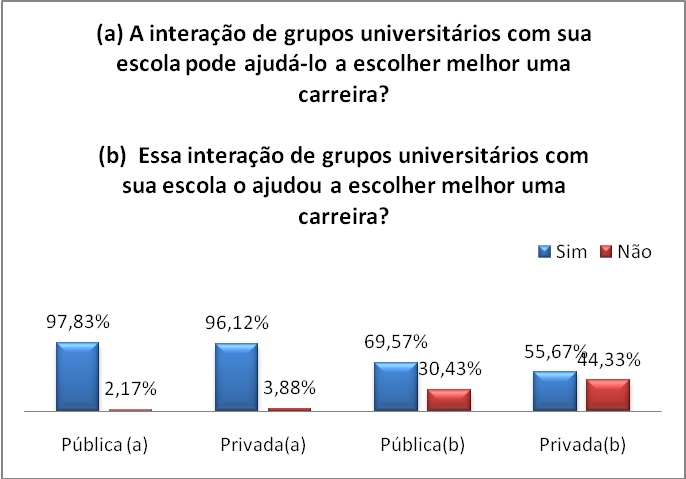 (a) A interação de grupos universitários com sua
escola pode ajudá-lo a escolher melhor uma
carreira?
(b) Essa interação de grupos universitários com
sua escola o ajudou a escolher melhor uma
carreira?
Sim Não
97,83% 96,12% 69,57% 55,67%
2,17% 3,88% 30,43% 44,33%
Pública (a) Privada(a) Pública(b) Privada(b)